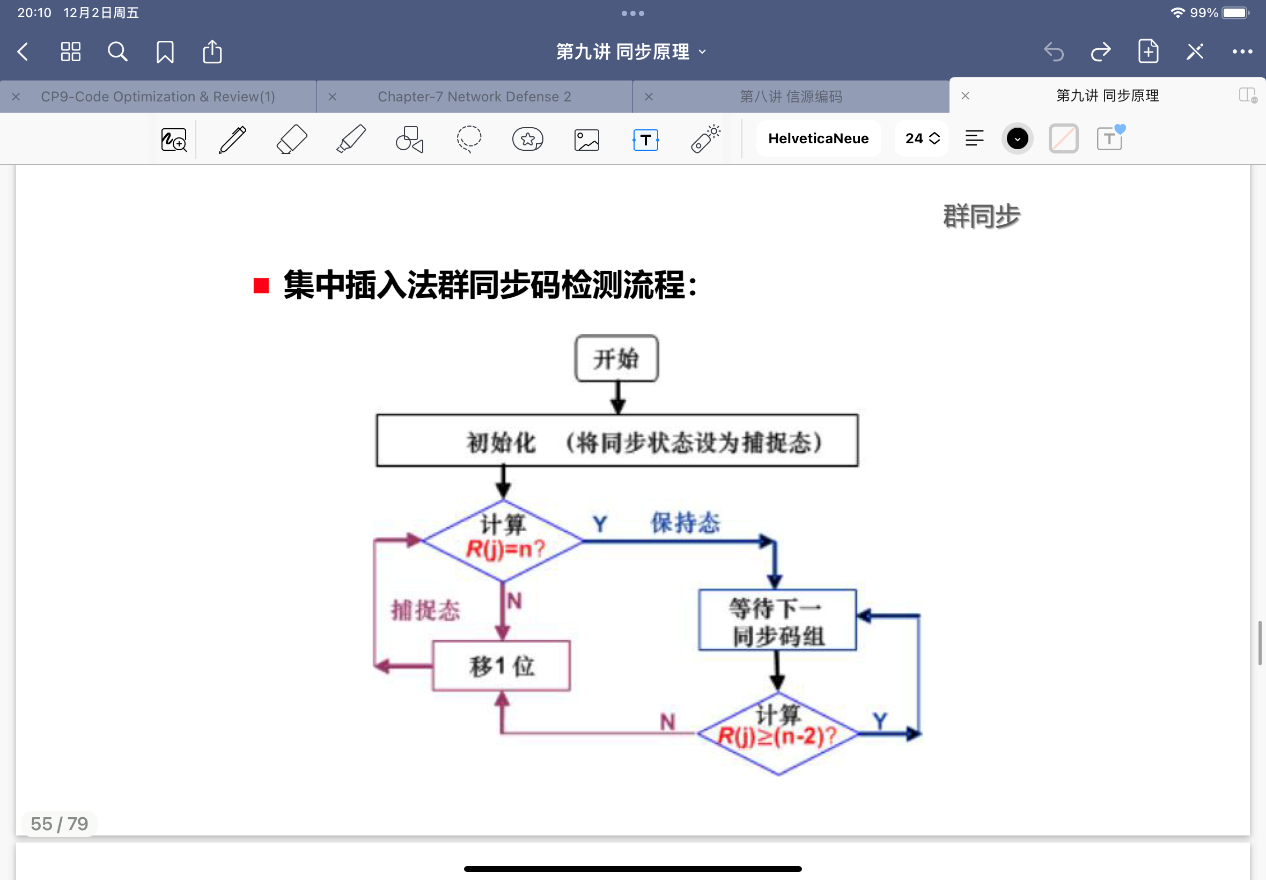 20:10 12月2日周五
99%
第九讲 同步原理
CP9-Code Optimization & Review(1)
Chapter-7 Network Defense 2
第八讲 信源编码
第九讲 同步原理
T
HelveticaNeue
24
T
群同步
集中插入法群同步码检测流程：
开始
初始化 （将同步状态设为捕捉态）
计算
R(j)=n?
Y
保持态
N
捕捉态
移1 位
等待下一
同步码组
计算
R(j)≥(n-2)?
Y
N
55 / 79